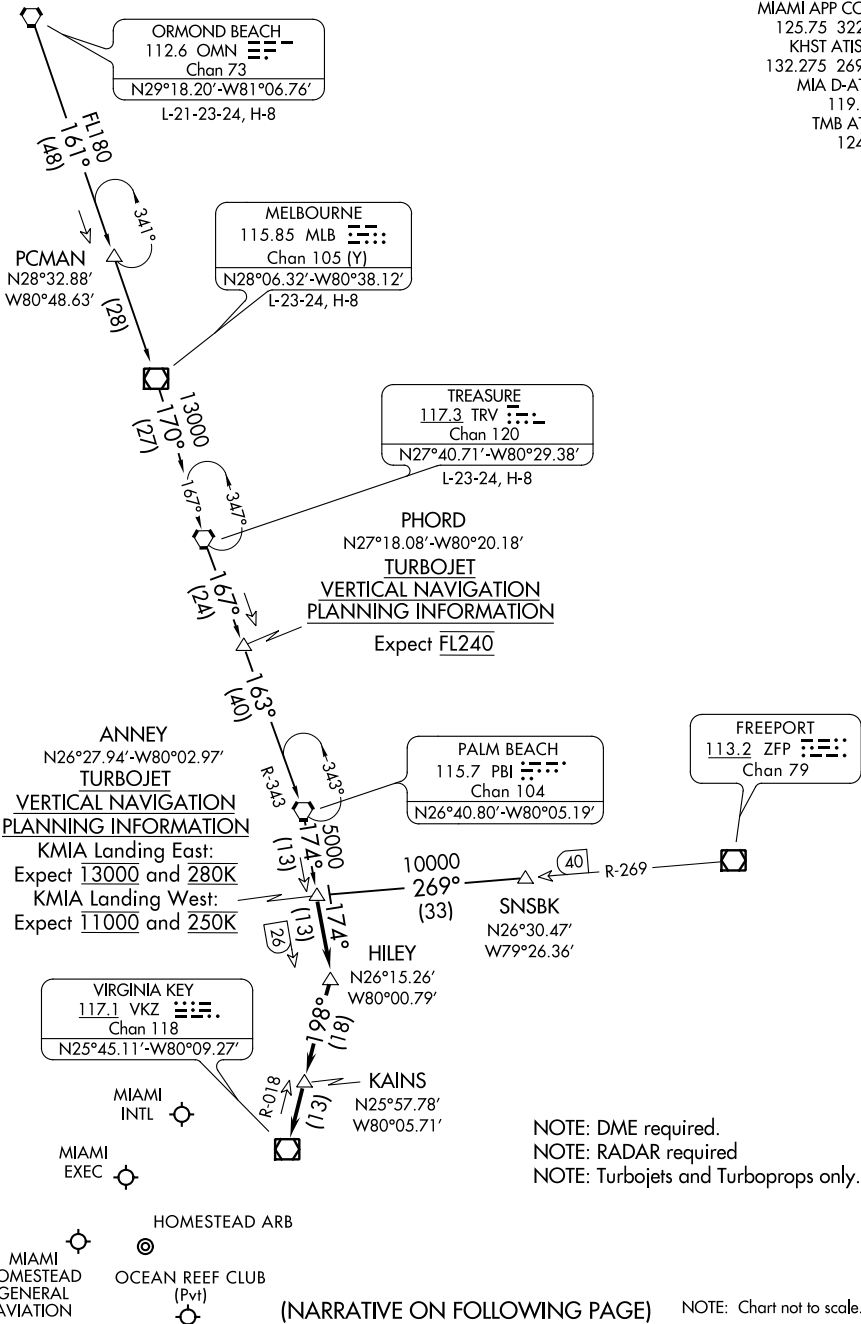 MIAMI APP CO
125.75 322
KHST ATIS
132.275 269
MIA D-AT
119.
TMB AT
124
ORMOND BEACH
112.6 OMN
Chan 73
N29°18.20′-W81°06.76′
L-21-23-24, H-8
FL180
161°
(48)
341°
PCMAN
N28°32.88′
W80°48.63′
(28)
MELBOURNE
115.85 MLB
Chan 105 (Y)
N28°06.32′-W80°38.12′
L-23-24, H-8
13000
170°
(27)
167°
347°
TREASURE
117.3 TRV
Chan 120
N27°40.71′-W80°29.38′
L-23-24, H-8
167°
(24)
PHORD
N27°18.08′-W80°20.18′
TURBOJET
VERTICAL NAVIGATION
PLANNING INFORMATION
Expect FL240
163°
(40)
R-343
343°
PALM BEACH
115.7 PBI
Chan 104
N26°40.80′-W80°05.19′
FREEPORT
113.2 ZFP
Chan 79
ANNEY
N26°27.94′-W80°02.97′
TURBOJET
VERTICAL NAVIGATION
PLANNING INFORMATION
KMIA Landing East:
Expect 13000 and 280K
KMIA Landing West:
Expect 11000 and 250K
5000
174°
(13)
10000
269°
(33)
40
R-269
SNSBK
N26°30.47′
W79°26.36′
174°
(13)
26
HILEY
N26°15.26′
W80°00.79′
198°
(18)
VIRGINIA KEY
117.1 VKZ
Chan 118
N25°45.11′-W80°09.27′
R-018
KAINS
N25°57.78′
W80°05.71′
(13)
MIAMI
INTL
MIAMI
EXEC
NOTE: DME required.
NOTE: RADAR required
NOTE: Turbojets and Turboprops only.
HOMESTEAD ARB
MIAMI
OMESTEAD
GENERAL
AVIATION
OCEAN REEF CLUB
(Pvt)
(NARRATIVE ON FOLLOWING PAGE)
NOTE: Chart not to scale.